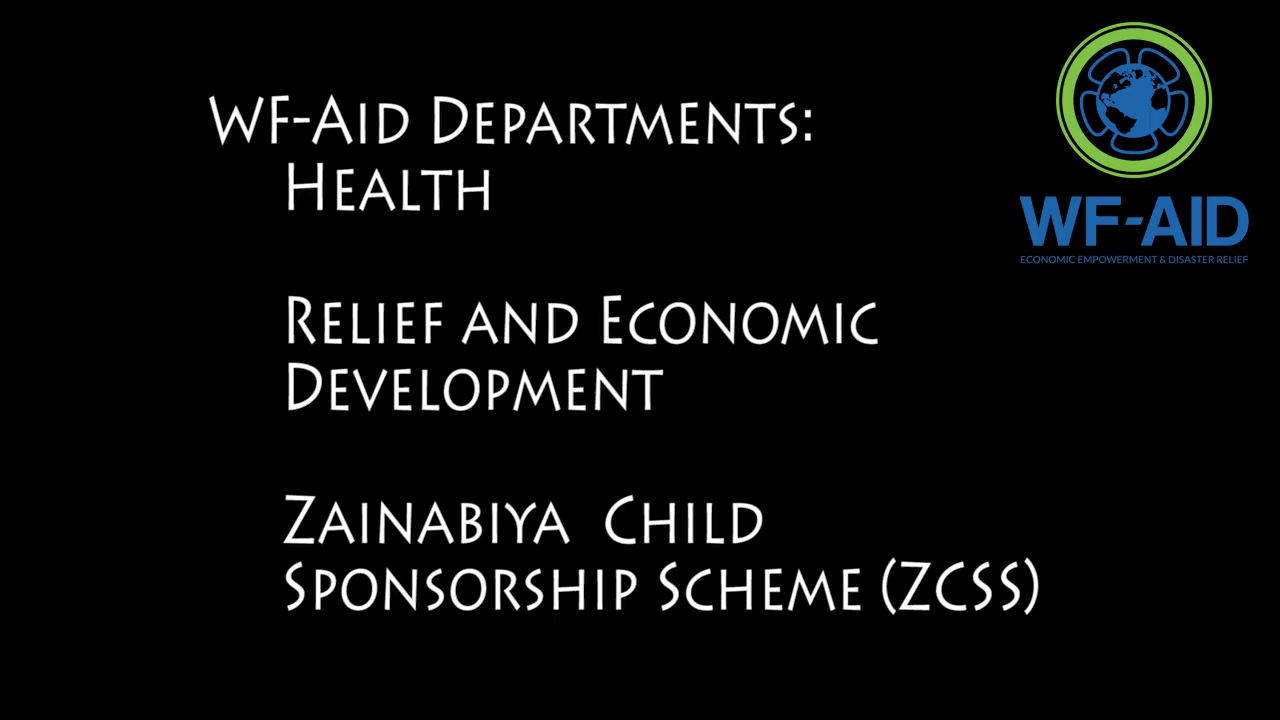 WF-Aid Departments:
Health
Relief and Economic
Development
Zainabiya Child
Sponsorship Scheme (ZCSS)
WF-AID
ECONOMIC EMPOWERMENT & DISASTER RELIEF